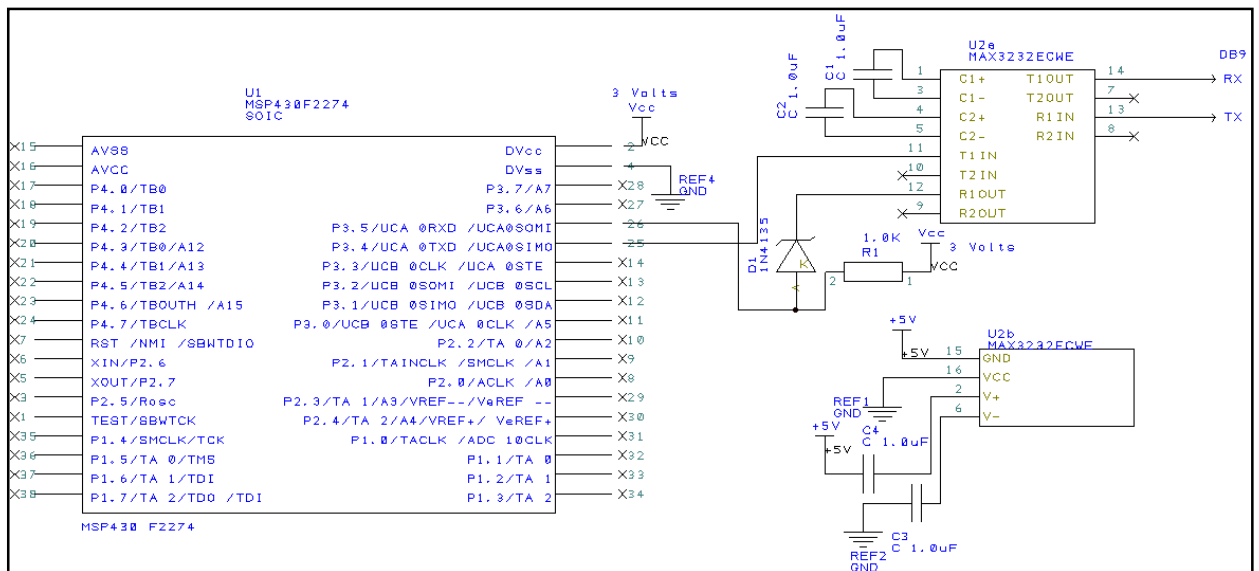 U1
MSP430F2274
SOIC
X15 AVSS
X16 AVCC
X17 P4.0/TB0
X18 P4.1/TB1
X19 P4.2/TB2
X20 P4.3/TB0/A12
X21 P4.4/TB1/A13
X22 P4.5/TB2/A14
X23 P4.6/TBOUTH /A15
X24 P4.7/TBCLK
X7 RST /NMI /SBWTDIO
X6 XIN/P2.6
X5 XOUT/P2.7
X3 P2.5/Rosc
X1 TEST/SBWTCK
X35 P1.4/SMCLK/TCK
X36 P1.5/TA 0/TMS
X37 P1.6/TA 1/TDI
X38 P1.7/TA 2/TDO /TDI
DVcc 2
DVss 4
P3.7/A7 X28
P3.6/A6 X27
P3.5/UCA 0RXD /UCA0SOMI 26
P3.4/UCA 0TXD /UCA0SIMO 25
P3.3/UCB 0CLK /UCA 0STE X14
P3.2/UCB 0SOMI /UCB 0SCL X13
P3.1/UCB 0SIMO /UCB 0SDA X12
P3.0/UCB 0STE /UCA 0CLK /A5 X11
P2.2/TA 0/A2 X10
P2.1/TAINCLK /SMCLK /A1 X9
P2.0/ACLK /A0 X8
P2.3/TA 1/A3/VREF--/VeREF -- X29
P2.4/TA 2/A4/VREF+/ VeREF+ X30
P1.0/TACLK /ADC 10CLK X31
P1.1/TA 0 X32
P1.2/TA 1 X33
P1.3/TA 2 X34
MSP430 F2274
3 Volts
Vcc
VCC
REF4
GND
C1
C 1.0uF
C2
C 1.0uF
U2a
MAX3232ECWE
1 C1+
3 C1-
4 C2+
5 C2-
11 T1IN
X10 T2IN
12 R1OUT
X9 R2OUT
T1OUT 14
T2OUT 7 X
R1IN 13
R2IN 8 X
DB9
RX
TX
D1
1N4135
K
A
1.0K
R1
2
1
Vcc
3 Volts
VCC
U2b
MAX3232ECWE
+5V
+5V
15 GND
16 VCC
2 V+
6 V-
REF1
GND
+5V
+5V
C4
C 1.0uF
C3
C 1.0uF
REF2
GND